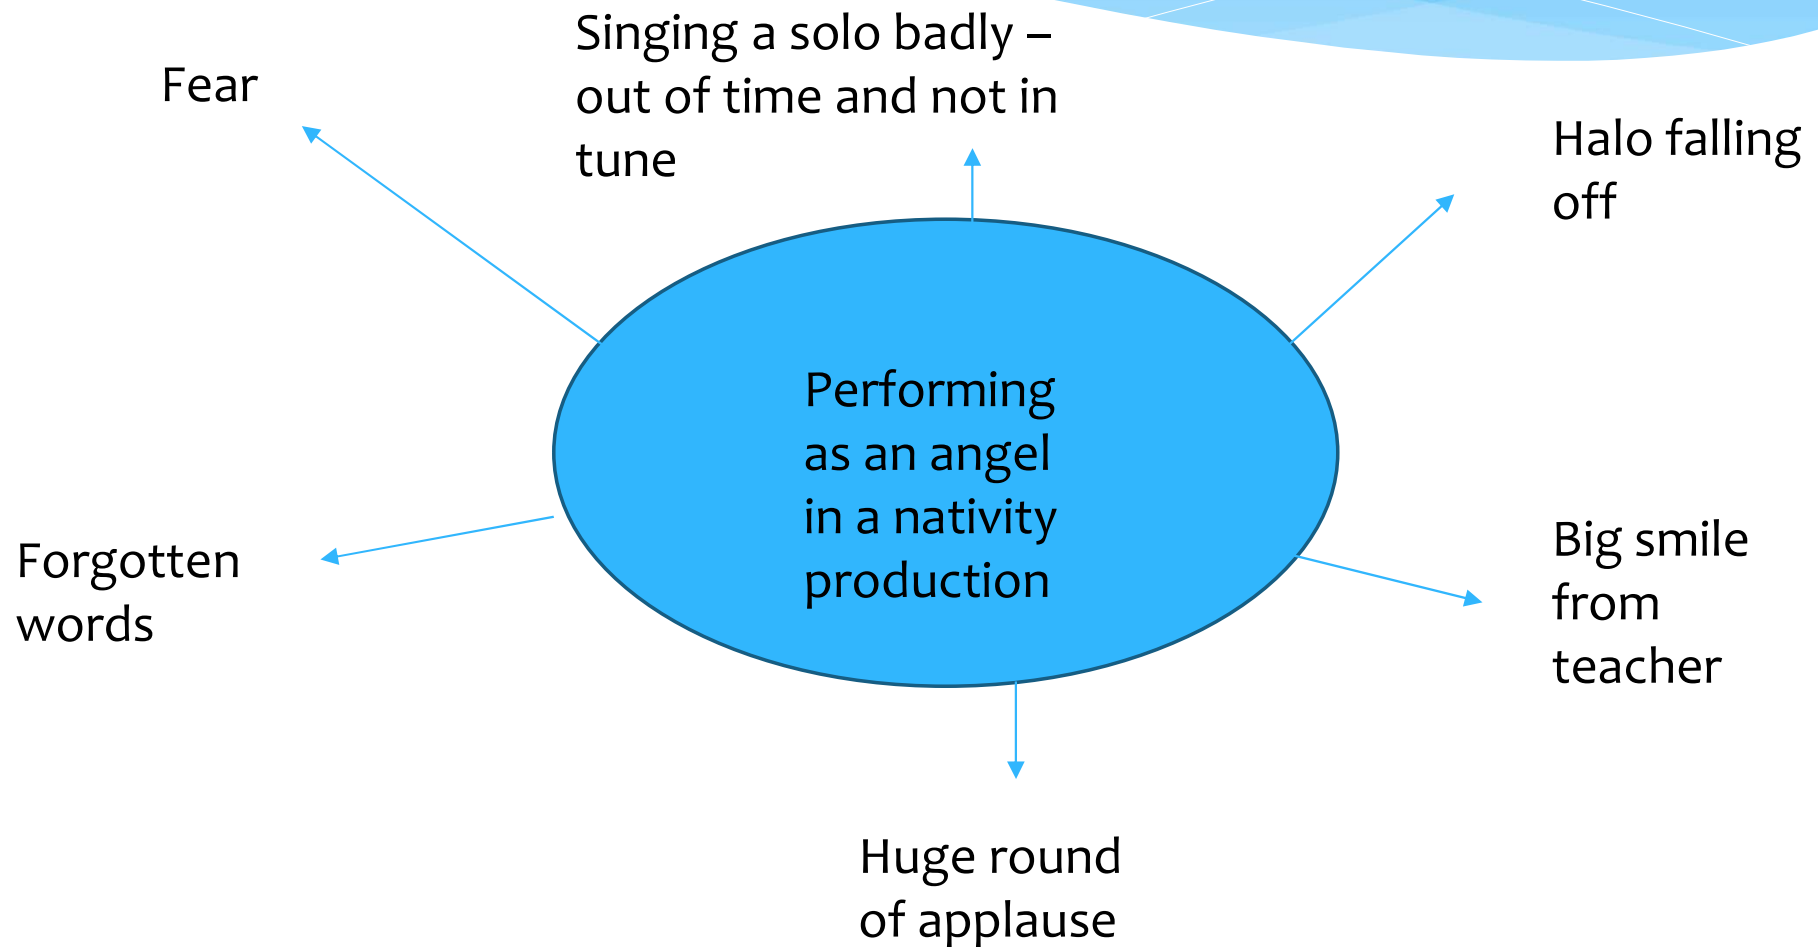 Fear
Singing a solo badly –
out of time and not in
tune
Halo falling
off
Performing
as an angel
in a nativity
production
Forgotten
words
Big smile
from
teacher
Huge round
of applause